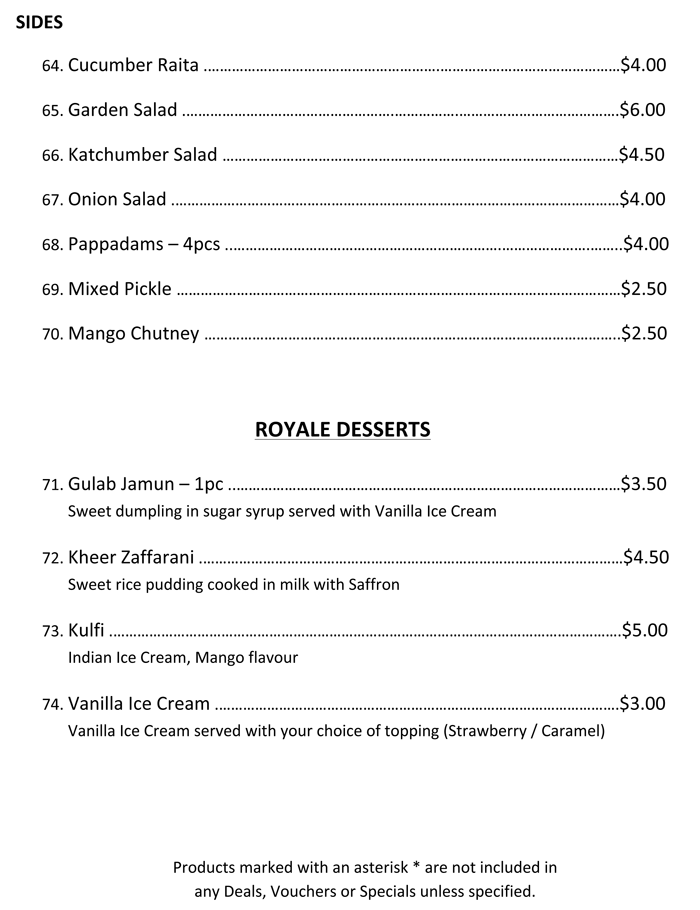 SIDES
64. Cucumber Raita ........................................................................................$4.00
65. Garden Salad ............................................................................................$6.00
66. Katchumber Salad ....................................................................................$4.50
67. Onion Salad ..............................................................................................$4.00
68. Pappadams – 4pcs ....................................................................................$4.00
69. Mixed Pickle .............................................................................................$2.50
70. Mango Chutney ........................................................................................$2.50
ROYALE DESSERTS
71. Gulab Jamun – 1pc ...................................................................................$3.50
Sweet dumpling in sugar syrup served with Vanilla Ice Cream
72. Kheer Zaffarani .........................................................................................$4.50
Sweet rice pudding cooked in milk with Saffron
73. Kulfi ............................................................................................................$5.00
Indian Ice Cream, Mango flavour
74. Vanilla Ice Cream ......................................................................................$3.00
Vanilla Ice Cream served with your choice of topping (Strawberry / Caramel)
Products marked with an asterisk * are not included in
any Deals, Vouchers or Specials unless specified.